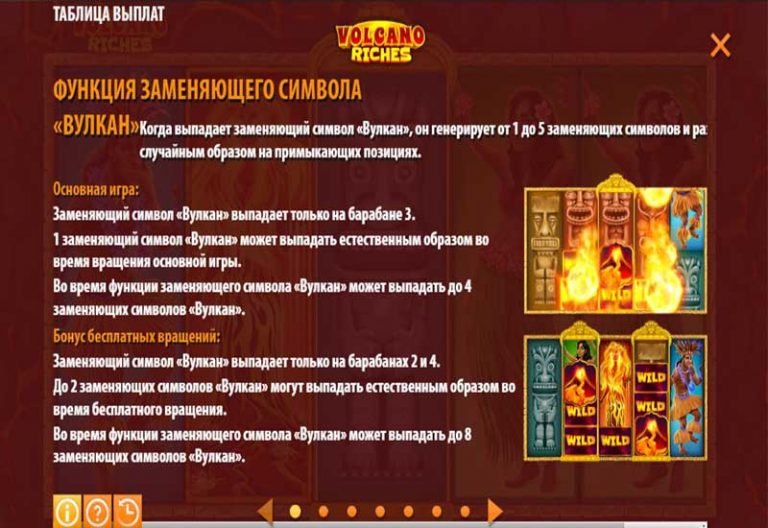 ТАБЛИЦА ВЫПЛАТ
VOLCANO
RICHES
ФУНКЦИЯ ЗАМЕНЯЮЩЕГО СИМВОЛА
«ВУЛКАН» Когда выпадает заменяющий символ «Вулкан», он генерирует от 1 до 5 заменяющих символов и ра
случайным образом на примыкающих позициях.
Основная игра:
Заменяющий символ «Вулкан» выпадает только на барабане 3.
1 заменяющий символ «Вулкан» может выпадать естественным образом во
время вращения основной игры.
Во время функции заменяющего символа «Вулкан» может выпадать до 4
заменяющих символов «Вулкан».
WILD
Бонус бесплатных вращений:
Заменяющий символ «Вулкан» выпадает только на барабанах 2 и 4.
До 2 заменяющих символов «Вулкан» могут выпадать естественным образом во
время бесплатного вращения.
Во время функции заменяющего символа «Вулкан» может выпадать до 8
заменяющих символов «Вулкан».
WILD
WILD WILD
WILD WILD WILD